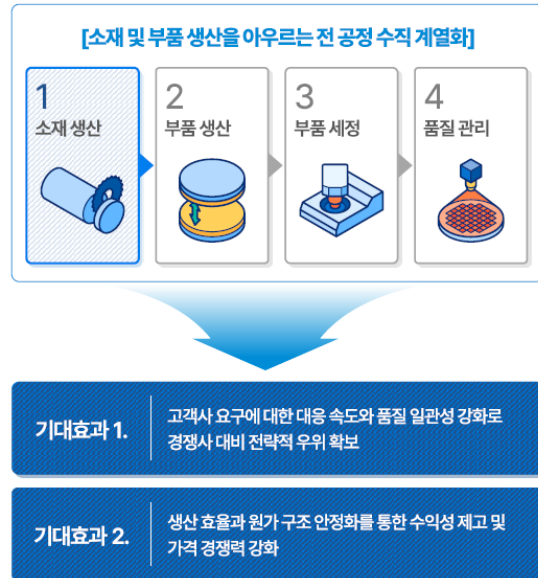 [소재 및 부품 생산을 아우르는 전 공정 수직 계열화]
1
소재 생산
2
부품 생산
3
부품 세정
4
품질 관리
기대효과 1.
고객사 요구에 대한 대응 속도와 품질 일관성 강화로
경쟁사 대비 전략적 우위 확보
기대효과 2.
생산 효율과 원가 구조 안정화를 통한 수익성 제고 및
가격 경쟁력 강화